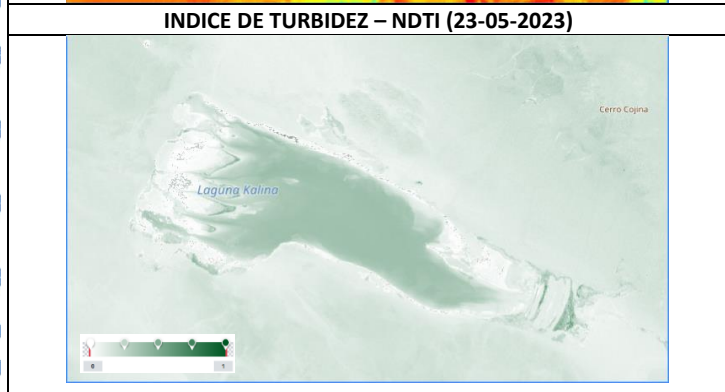 INDICE DE TURBIDEZ – NDTI (23-05-2023)
Cerro Cojina
Laguna Kalina
0 1